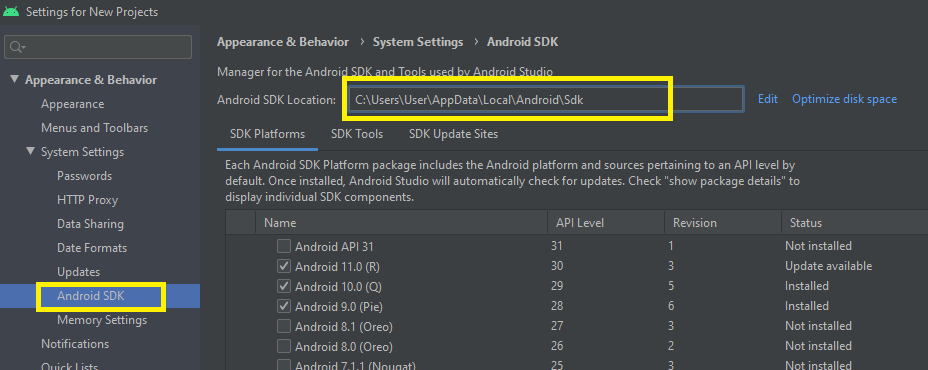 Settings for New Projects
Appearance & Behavior
Appearance
Menus and Toolbars
System Settings
Passwords
HTTP Proxy
Data Sharing
Date Formats
Updates
Android SDK
Memory Settings
Notifications
Quick Lists
Appearance & Behavior > System Settings > Android SDK
Manager for the Android SDK and Tools used by Android Studio
Android SDK Location: C:\Users\User\AppData\Local\Android\Sdk Edit Optimize disk space
SDK Platforms SDK Tools SDK Update Sites
Each Android SDK Platform package includes the Android platform and sources pertaining to an API level by
default. Once installed, Android Studio will automatically check for updates. Check "show package details" to
display individual SDK components.
Name API Level Revision Status
Android API 31 31 1 Not installed
Android 11.0 (R) 30 3 Update available
Android 10.0 (Q) 29 5 Installed
Android 9.0 (Pie) 28 6 Installed
Android 8.1 (Oreo) 27 3 Not installed
Android 8.0 (Oreo) 26 2 Not installed
Android 7.1.1 (Nougat) 25 3 Not installed